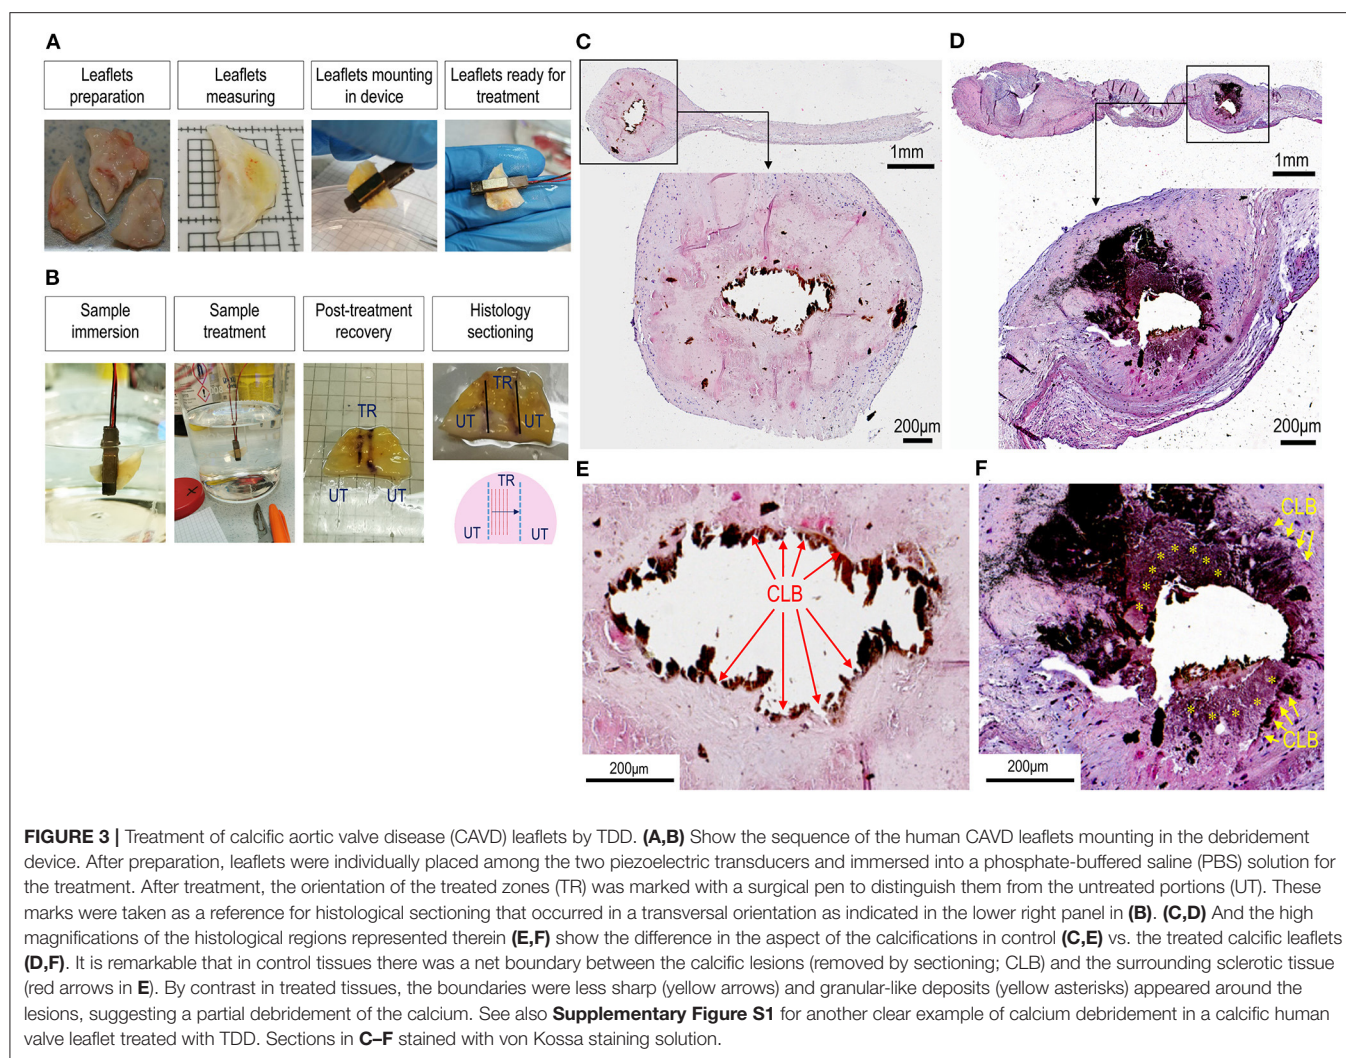 A
Leaflets
preparation
Leaflets
measuring
Leaflets mounting
in device
Leaflets ready for
treatment
B
Sample
immersion
Sample
treatment
Post-treatment
recovery
Histology
sectioning
TR
UT
UT
TR
UT
UT
TR
UT
UT
C
1mm
200µm
D
1mm
200µm
E
CLB
200µm
F
CLB
CLB
200µm
FIGURE 3 | Treatment of calcific aortic valve disease (CAVD) leaflets by TDD. (A,B) Show the sequence of the human CAVD leaflets mounting in the debridement
device. After preparation, leaflets were individually placed among the two piezoelectric transducers and immersed into a phosphate-buffered saline (PBS) solution for
the treatment. After treatment, the orientation of the treated zones (TR) was marked with a surgical pen to distinguish them from the untreated portions (UT). These
marks were taken as a reference for histological sectioning that occurred in a transversal orientation as indicated in the lower right panel in (B). (C,D) And the high
magnifications of the histological regions represented therein (E,F) show the difference in the aspect of the calcifications in control (C,E) vs. the treated calcific leaflets
(D,F). It is remarkable that in control tissues there was a net boundary between the calcific lesions (removed by sectioning; CLB) and the surrounding sclerotic tissue
(red arrows in E). By contrast in treated tissues, the boundaries were less sharp (yellow arrows) and granular-like deposits (yellow asterisks) appeared around the
lesions, suggesting a partial debridement of the calcium. See also Supplementary Figure S1 for another clear example of calcium debridement in a calcific human
valve leaflet treated with TDD. Sections in C–F stained with von Kossa staining solution.